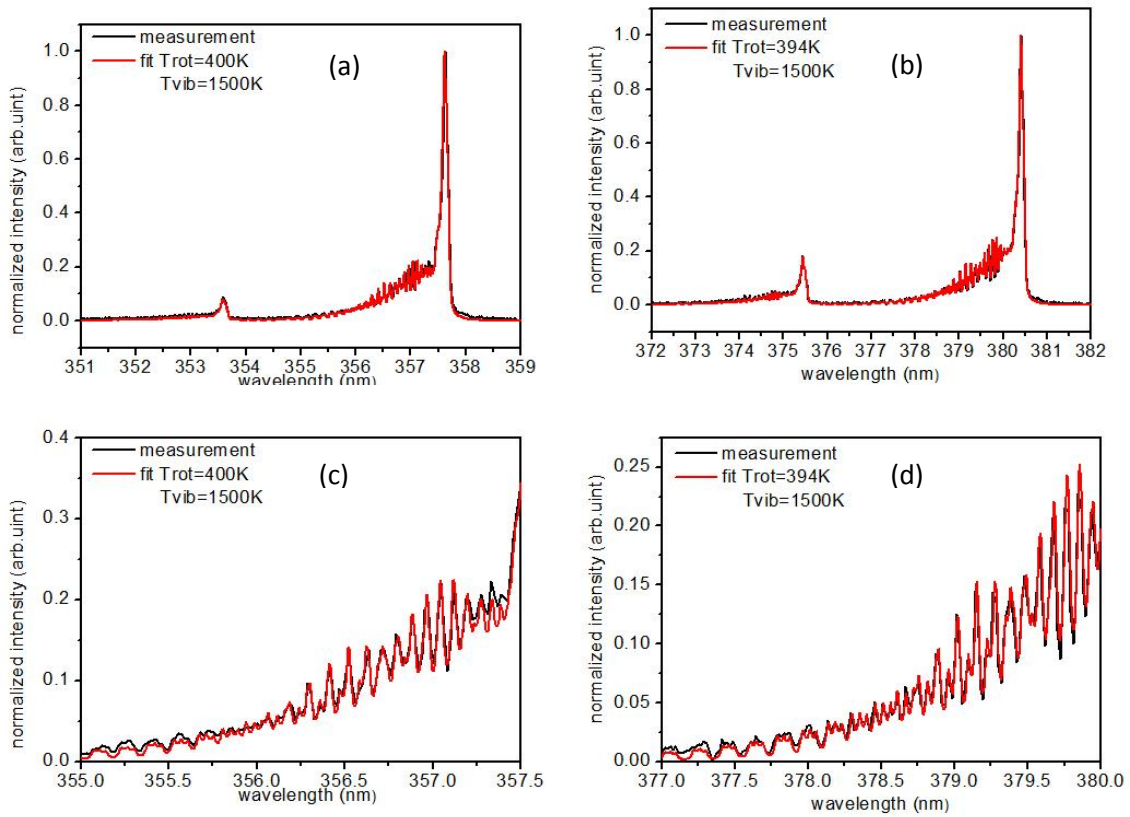 measurement
fit Trot=400K
Tvib=1500K
(a)
normalized intensity (arb.uint)
1.0
0.8
0.6
0.4
0.2
0.0
351 352 353 354 355 356 357 358 359
wavelength (nm)
measurement
fit Trot=394K
Tvib=1500K
(b)
normalized intensity (arb.uint)
1.0
0.8
0.6
0.4
0.2
0.0
372 373 374 375 376 377 378 379 380 381 382
wavelength (nm)
measurement
fit Trot=400K
Tvib=1500K
(c)
normalized intensity (arb.uint)
0.4
0.3
0.2
0.1
0.0
355.0 355.5 356.0 356.5 357.0 357.5
wavelength (nm)
measurement
fit Trot=394K
Tvib=1500K
(d)
normalized intensity (arb.uint)
0.25
0.20
0.15
0.10
0.05
0.00
377.0 377.5 378.0 378.5 379.0 379.5 380.0
wavelength (nm)